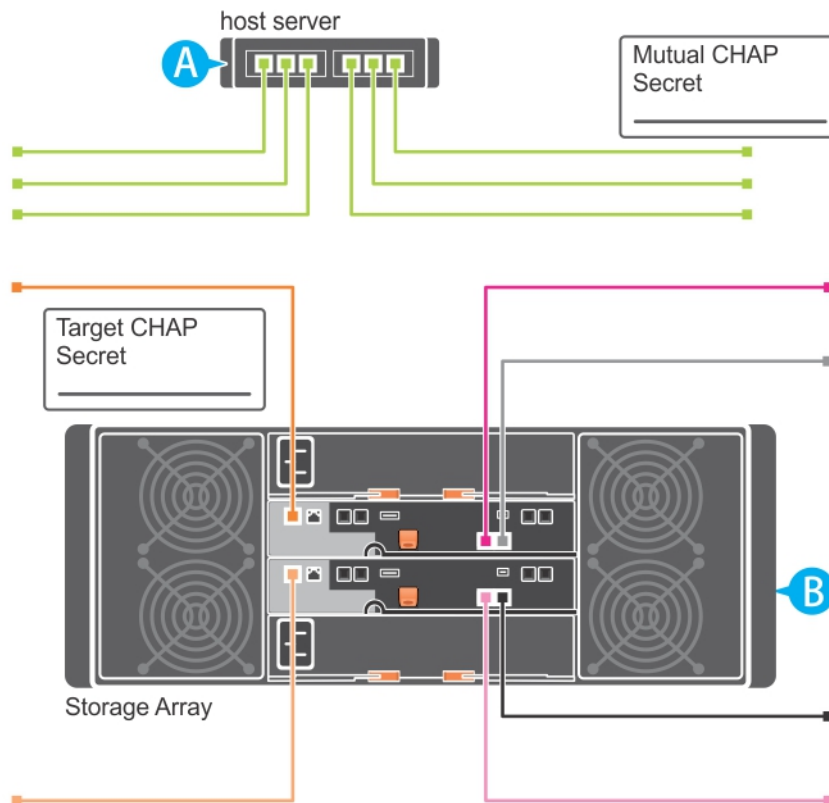 host server
A
Mutual CHAP
Secret
Target CHAP
Secret
B
Storage Array